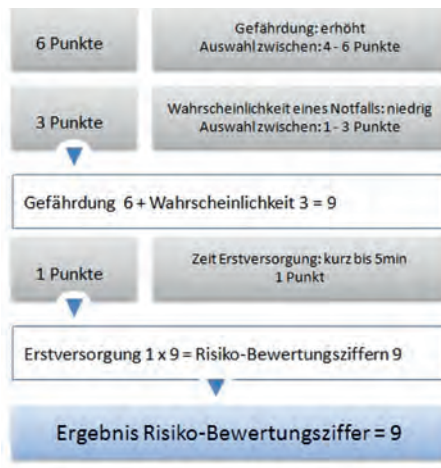 6 Punkte
Gefährdung: erhöht
Auswahl zwischen: 4 - 6 Punkte
3 Punkte
Wahrscheinlichkeit eines Notfalls: niedrig
Auswahl zwischen: 1 - 3 Punkte
Gefährdung 6 + Wahrscheinlichkeit 3 = 9
1 Punkte
Zeit Erstversorgung: kurz bis 5min
1 Punkt
Erstversorgung 1 x 9 = Risiko-Bewertungsziffern 9
Ergebnis Risiko-Bewertungsziffer = 9